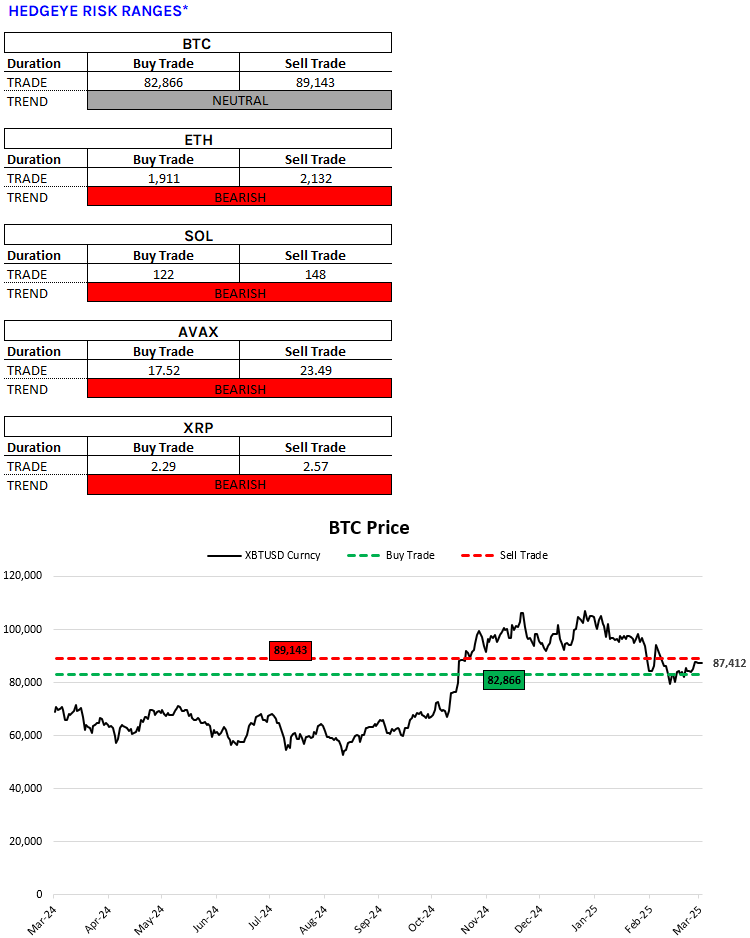 HEDGEYE RISK RANGES*
BTC
Duration Buy Trade Sell Trade
TRADE 82,866 89,143
TREND NEUTRAL
ETH
Duration Buy Trade Sell Trade
TRADE 1,911 2,132
TREND BEARISH
SOL
Duration Buy Trade Sell Trade
TRADE 122 148
TREND BEARISH
AVAX
Duration Buy Trade Sell Trade
TRADE 17.52 23.49
TREND BEARISH
XRP
Duration Buy Trade Sell Trade
TRADE 2.29 2.57
TREND BEARISH
BTC Price
XBTUSD Curncy Buy Trade Sell Trade
120,000
100,000
89,143
87,412
82,866
80,000
60,000
40,000
20,000
0
Mar-24 Apr-24 May-24 Jun-24 Jul-24 Aug-24 Sep-24 Oct-24 Nov-24 Dec-24 Jan-25 Feb-25 Mar-25